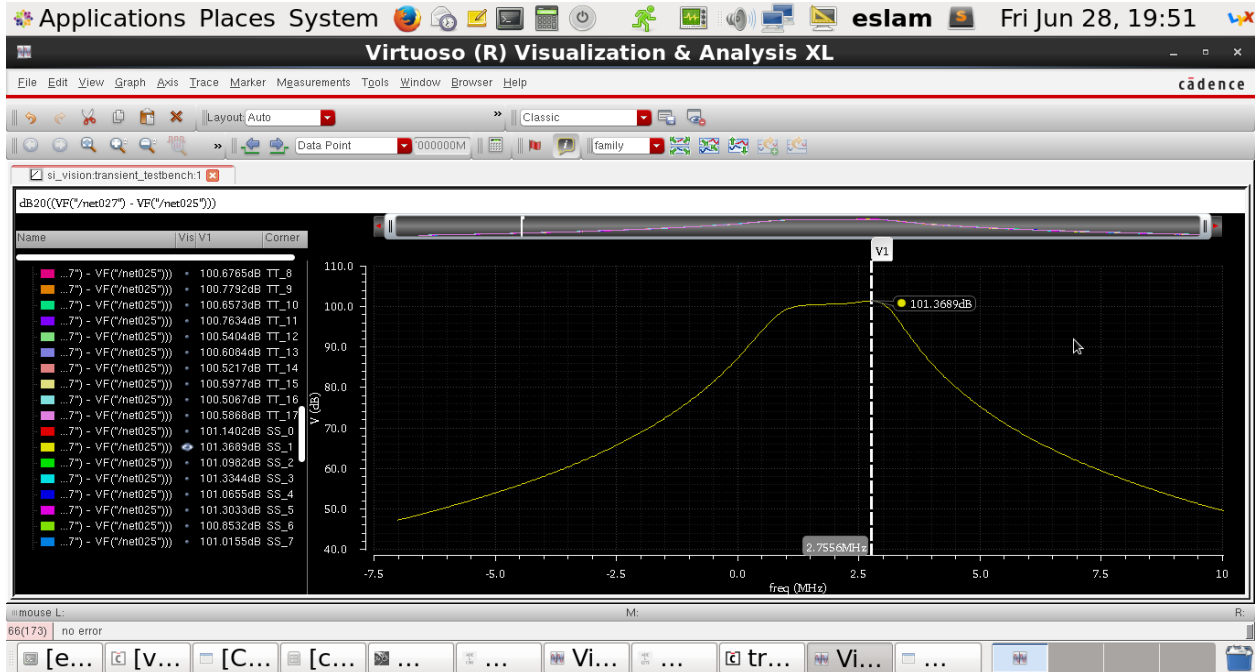 Applications Places System eslam Fri Jun 28, 19:51
Virtuoso (R) Visualization & Analysis XL
File Edit View Graph Axis Trace Marker Measurements Tools Window Browser Help
cādence
Layout: Auto » Classic
» Data Point 000000M family
si_vision:transient_testbench:1
dB20((VF("/net027") - VF("/net025")))
Name Vis V1 Corner
...7") - VF("/net025"))) 100.6765dB TT_8
...7") - VF("/net025"))) 100.7792dB TT_9
...7") - VF("/net025"))) 100.6573dB TT_10
...7") - VF("/net025"))) 100.7634dB TT_11
...7") - VF("/net025"))) 100.5404dB TT_12
...7") - VF("/net025"))) 100.6084dB TT_13
...7") - VF("/net025"))) 100.5217dB TT_14
...7") - VF("/net025"))) 100.5977dB TT_15
...7") - VF("/net025"))) 100.5067dB TT_16
...7") - VF("/net025"))) 100.5866dB TT_17
...7") - VF("/net025"))) 101.1402dB SS_0
...7") - VF("/net025"))) 101.3689dB SS_1
...7") - VF("/net025"))) 101.0982dB SS_2
...7") - VF("/net025"))) 101.3344dB SS_3
...7") - VF("/net025"))) 101.0655dB SS_4
...7") - VF("/net025"))) 101.3033dB SS_5
...7") - VF("/net025"))) 100.8532dB SS_6
...7") - VF("/net025"))) 101.0155dB SS_7
V1
110.0
100.0
90.0
80.0
70.0
60.0
50.0
40.0
V (dB)
101.3689dB
2.7556MHz
-7.5 -5.0 -2.5 0.0 2.5 5.0 7.5 10
freq (MHz)
mouse L: M: R:
66(173) no error
[e... [v... [C... [c... ... ... Vi... ... tr... Vi... ...